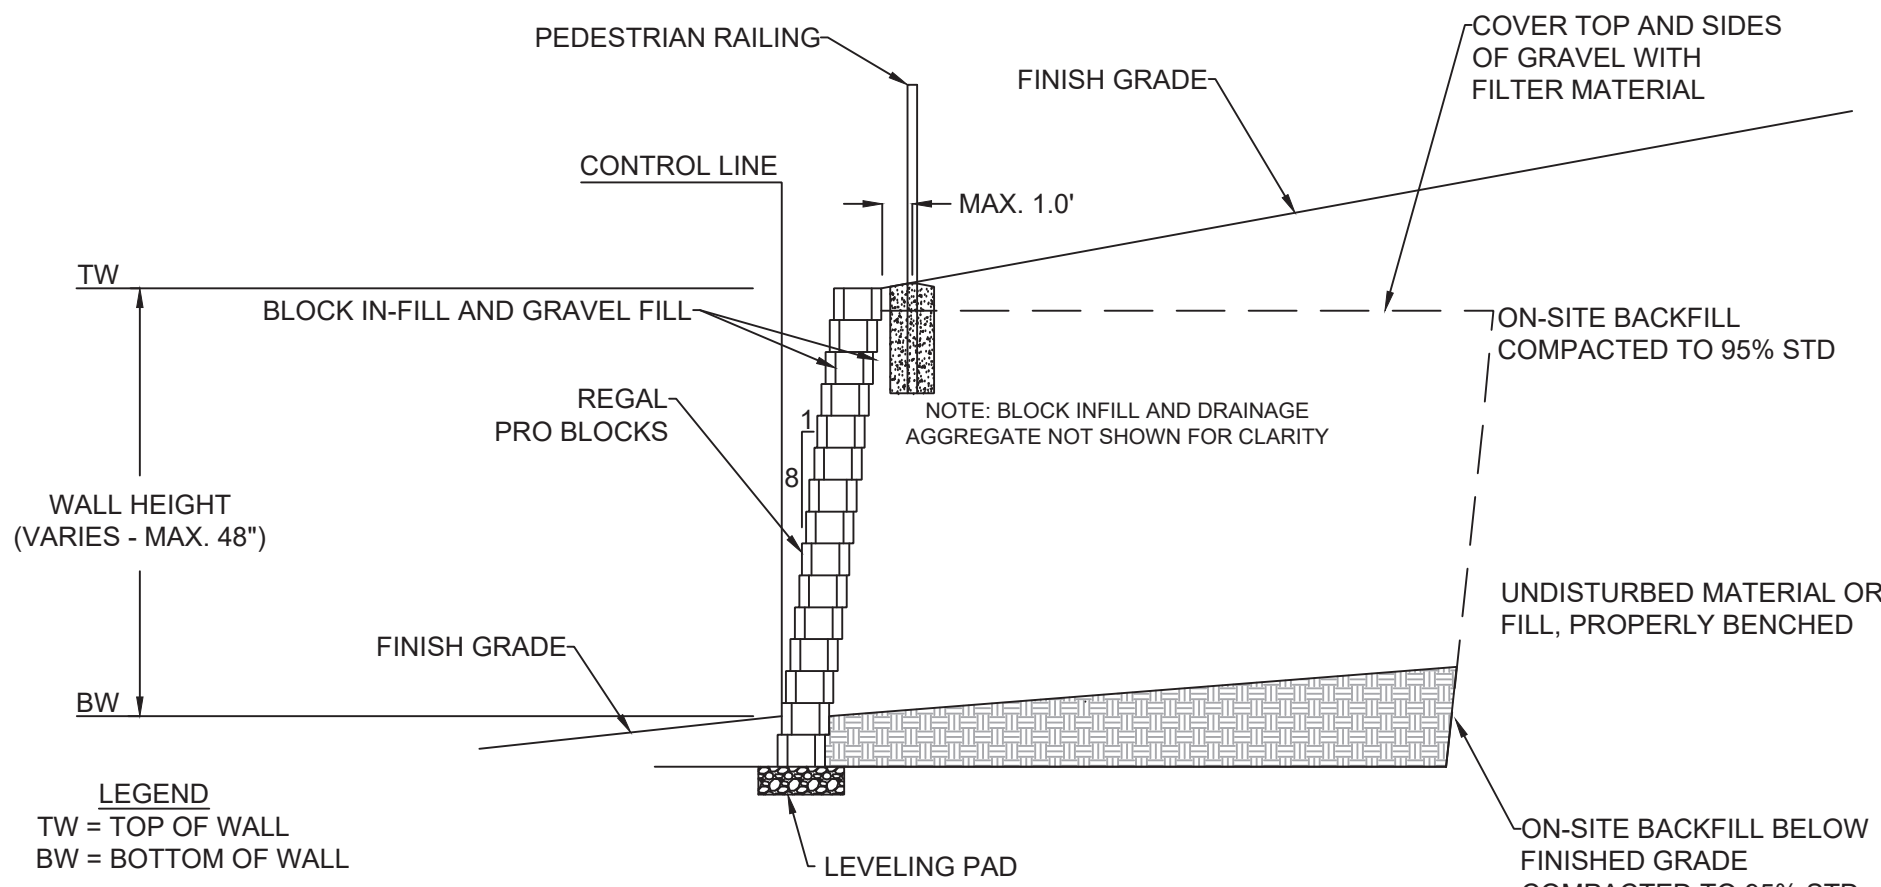 PEDESTRIAN RAILING
COVER TOP AND SIDES
OF GRAVEL WITH
FILTER MATERIAL
FINISH GRADE
CONTROL LINE
MAX. 1.0'
TW
BLOCK IN-FILL AND GRAVEL FILL
ON-SITE BACKFILL
COMPACTED TO 95% STD
REGAL
PRO BLOCKS
1
8
NOTE: BLOCK INFILL AND DRAINAGE
AGGREGATE NOT SHOWN FOR CLARITY
WALL HEIGHT
(VARIES - MAX. 48")
UNDISTURBED MATERIAL OR
FILL, PROPERLY BENCHED
FINISH GRADE
BW
LEGEND
TW = TOP OF WALL
BW = BOTTOM OF WALL
LEVELING PAD
ON-SITE BACKFILL BELOW
FINISHED GRADE
COMPACTED TO 95% STD